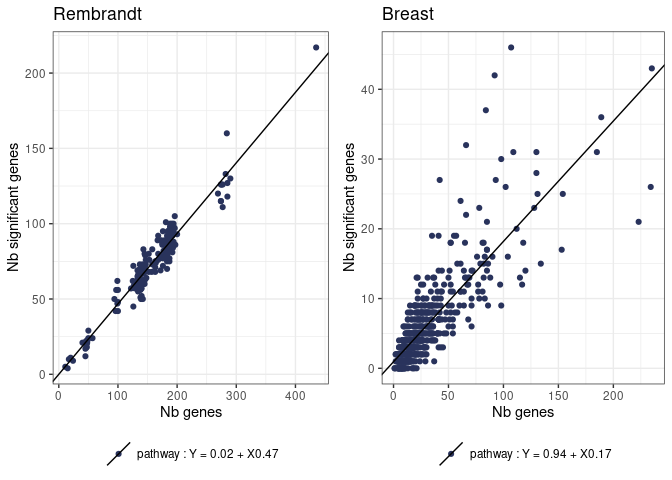 Rembrandt
Nb significant genes
200
150
100
50
0
0 100 200 300 400
Nb genes
pathway : Y = 0.02 + X0.47
Breast
Nb significant genes
40
30
20
10
0
0 50 100 150 200
Nb genes
pathway : Y = 0.94 + X0.17